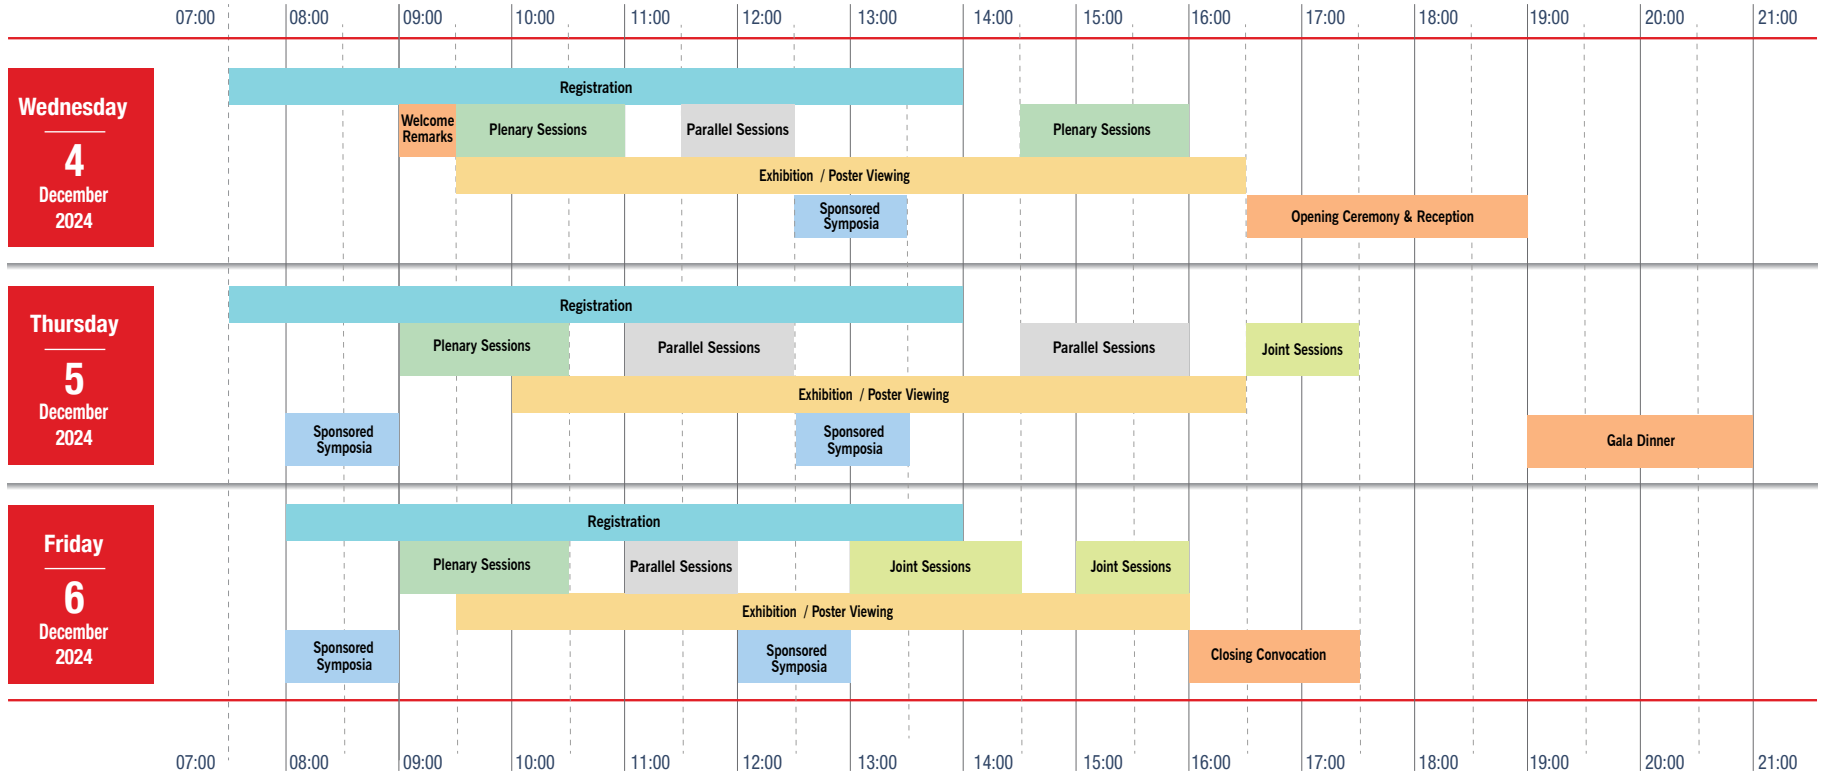 07:00 08:00 09:00 10:00 11:00 12:00 13:00 14:00 15:00 16:00 17:00 18:00 19:00 20:00 21:00
Wednesday
4
December
2024
Registration
Welcome
Remarks
Plenary Sessions
Parallel Sessions
Plenary Sessions
Exhibition / Poster Viewing
Sponsored
Symposia
Opening Ceremony & Reception
Thursday
5
December
2024
Registration
Plenary Sessions
Parallel Sessions
Parallel Sessions
Joint Sessions
Exhibition / Poster Viewing
Sponsored
Symposia
Sponsored
Symposia
Gala Dinner
Friday
6
December
2024
Registration
Plenary Sessions
Parallel Sessions
Joint Sessions
Joint Sessions
Exhibition / Poster Viewing
Sponsored
Symposia
Sponsored
Symposia
Closing Convocation
07:00 08:00 09:00 10:00 11:00 12:00 13:00 14:00 15:00 16:00 17:00 18:00 19:00 20:00 21:00